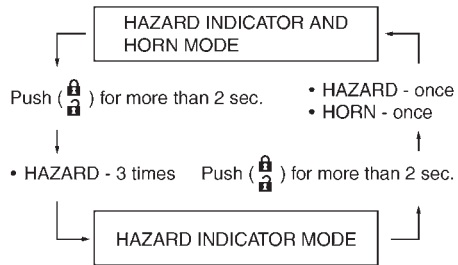 HAZARD INDICATOR AND
HORN MODE
Push ( ) for more than 2 sec.
• HAZARD - once
• HORN - once
• HAZARD - 3 times
Push ( ) for more than 2 sec.
HAZARD INDICATOR MODE